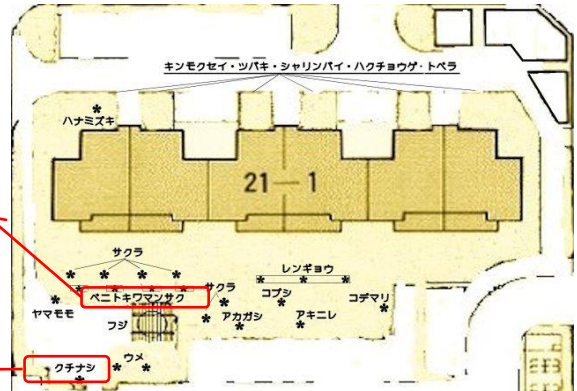 キンモクセイ・ツバキ・シャリンバイ・ハクチョウゲ・トベラ
ハナミズキ
21－1
サクラ
レンギョウ
ベニトキワマンサク
サクラ
コブシ
コデマリ
ヤマモモ
フジ
アカガシ
アキニレ
ウメ
クチナシ